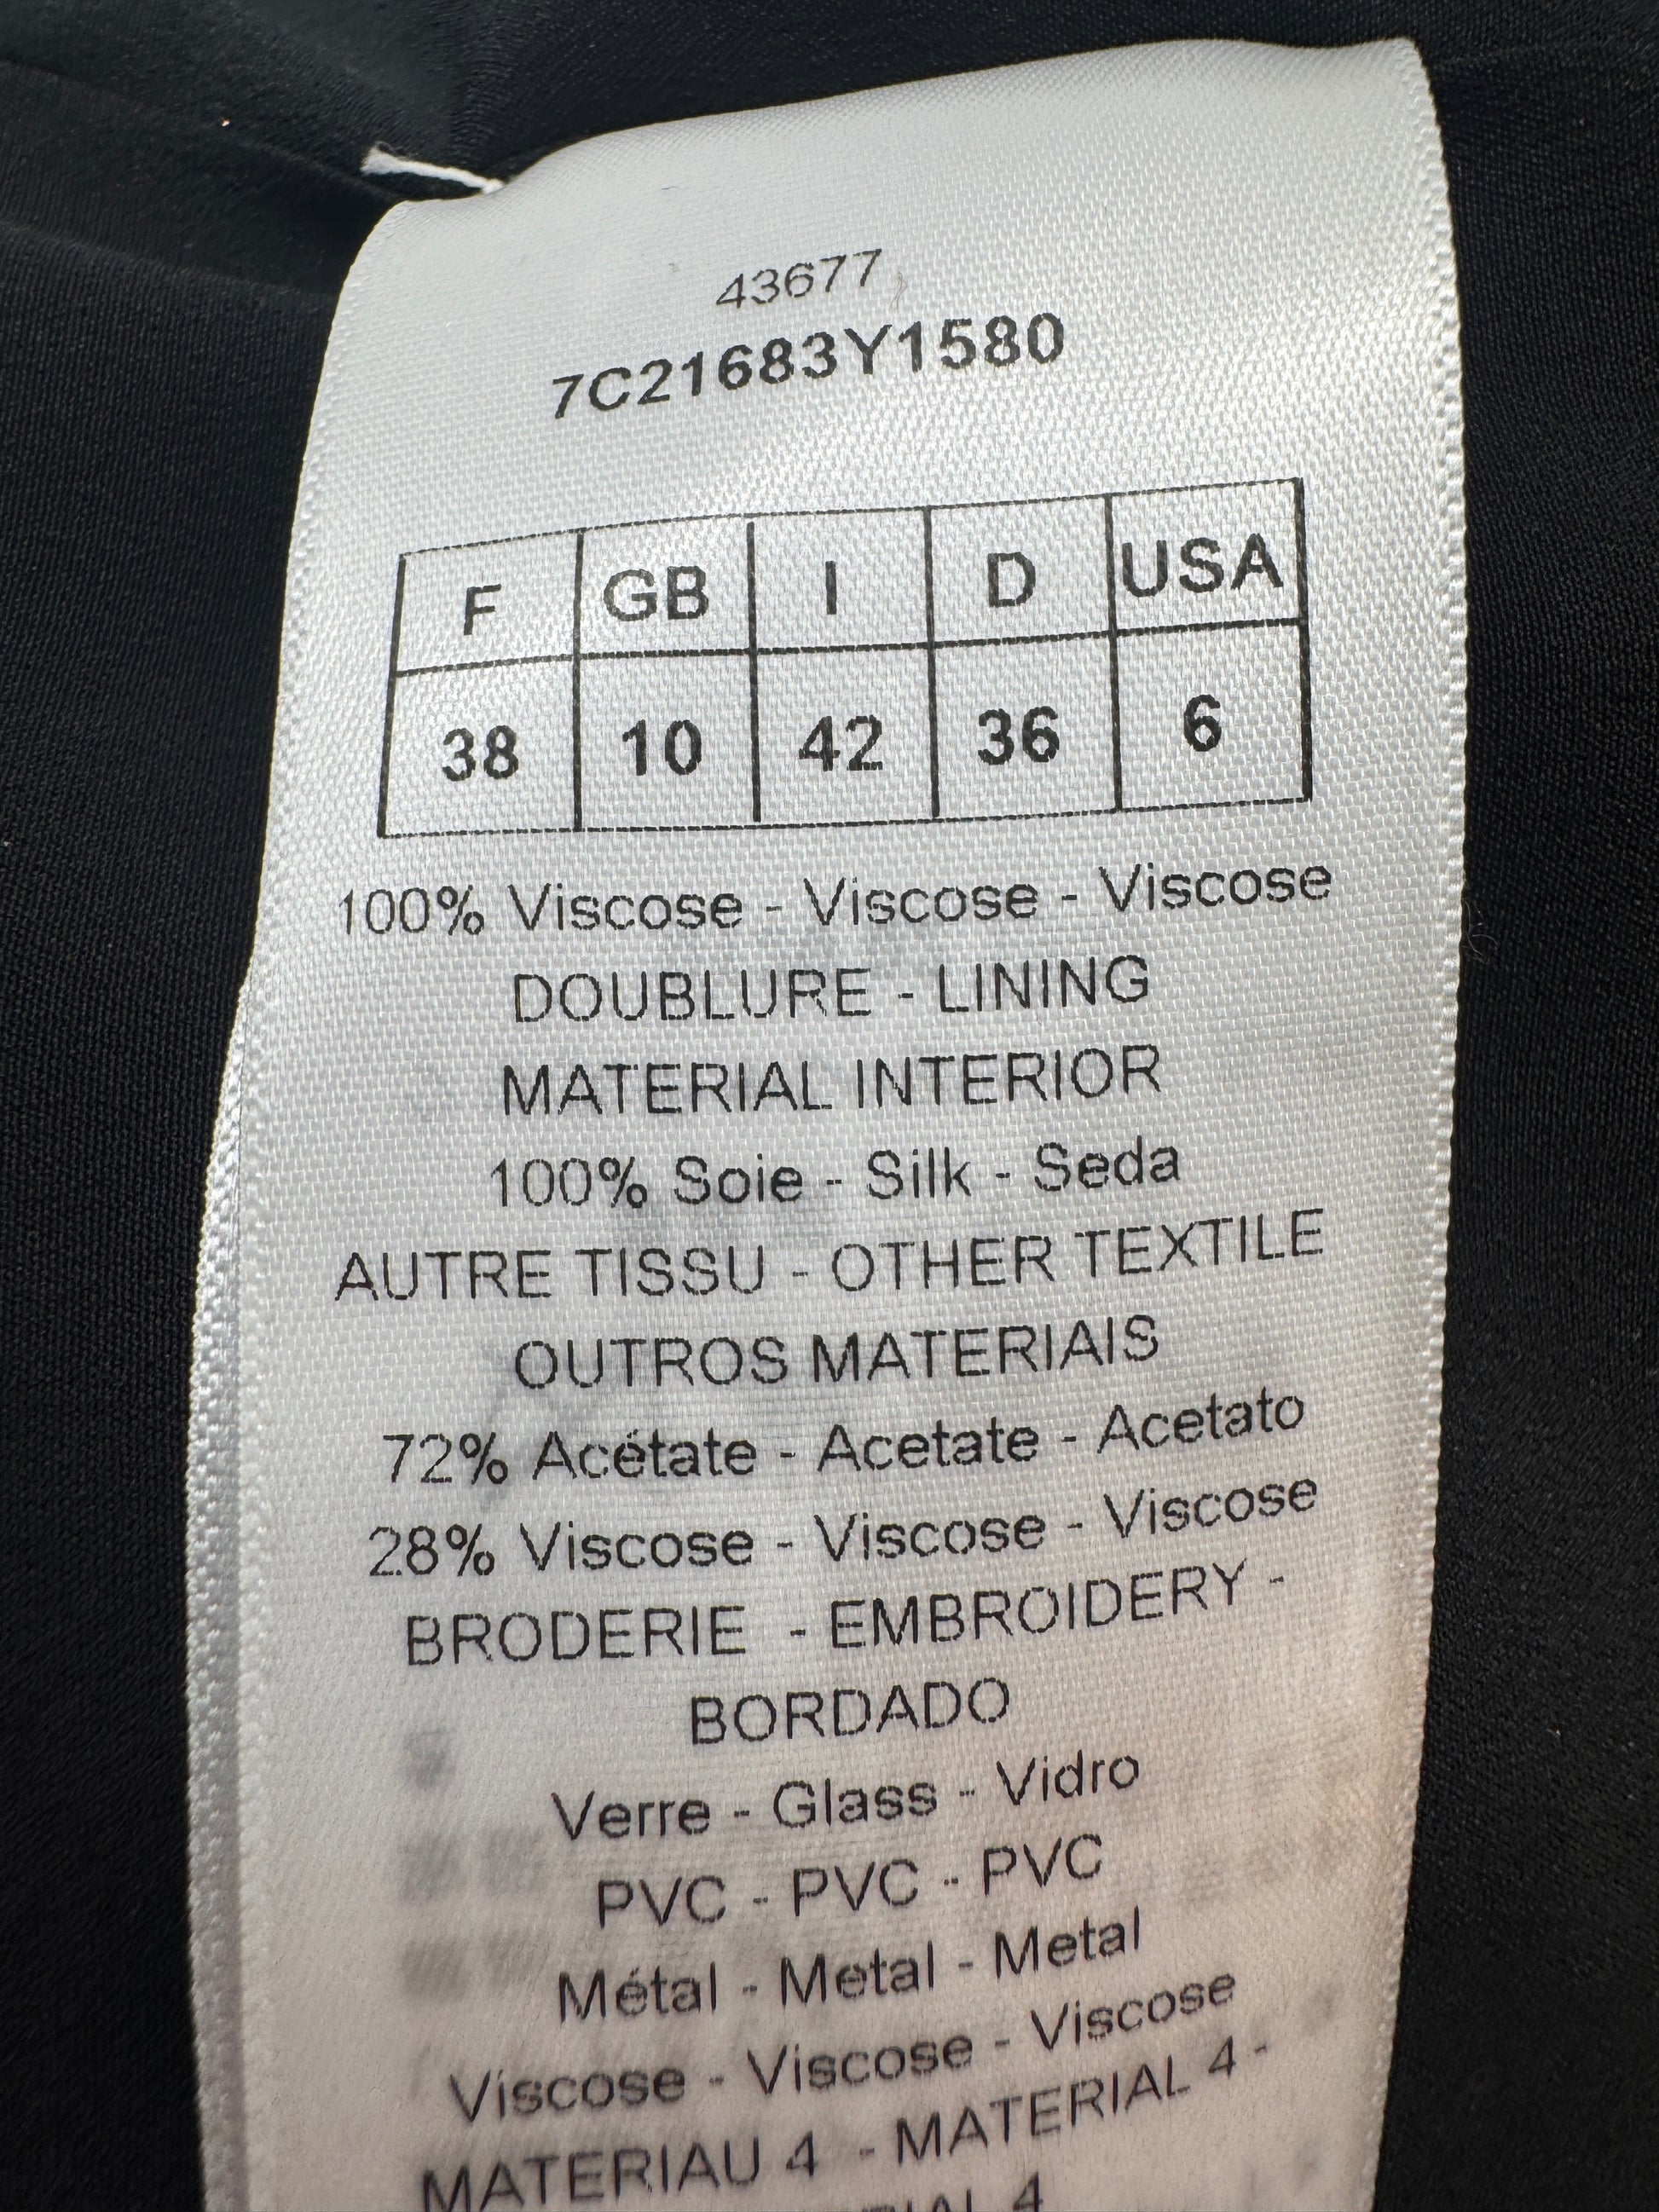 43677
7C21683Y1580
F GB I D USA
38 10 42 36 6
100% Viscose - Viscose - Viscose
DOUBLURE - LINING
MATERIAL INTERIOR
100% Soie - Silk - Seda
AUTRE TISSU - OTHER TEXTILE
OUTROS MATERIAIS
72% Acétate - Acetate - Acetato
28% Viscose - Viscose - Viscose
BRODERIE - EMBROIDERY -
BORDADO
Verre - Glass - Vidro
PVC - PVC - PVC
Métal - Metal - Metal
Viscose - Viscose - Viscose
MATERIAU 4 - MATERIAL 4 -
4